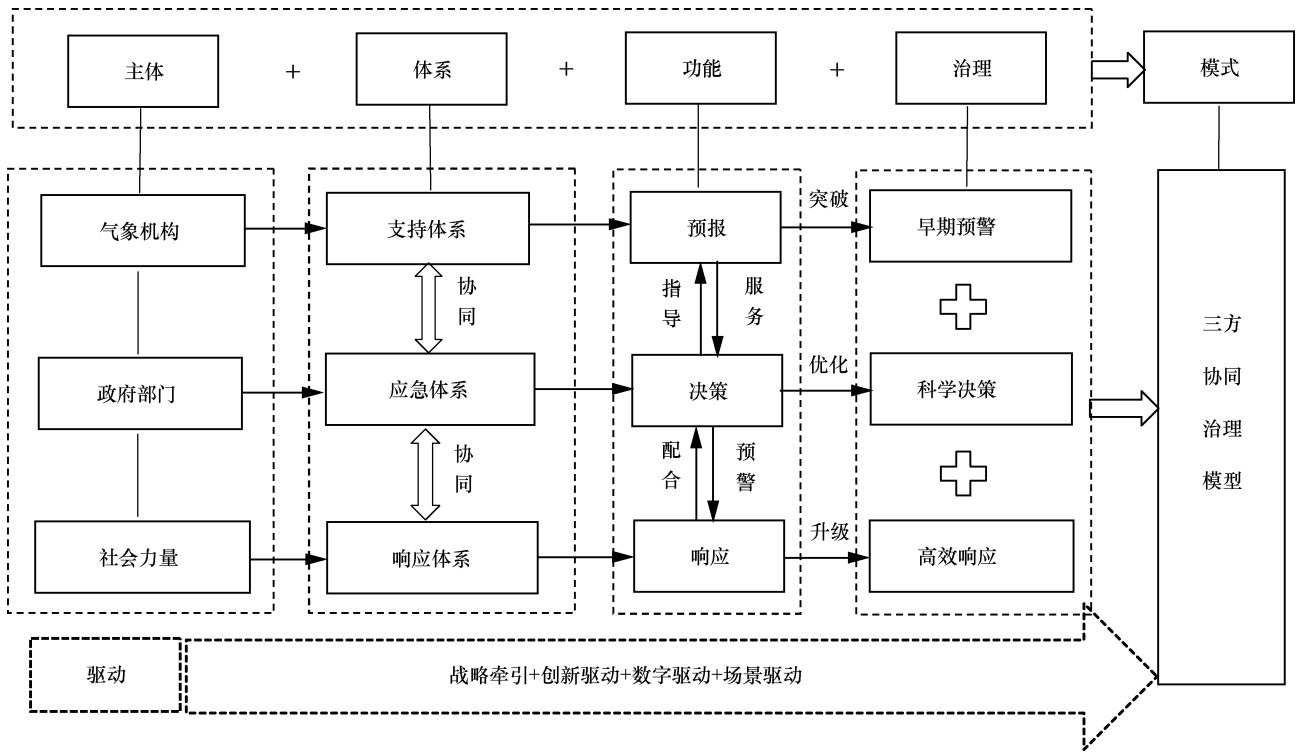 主体 + 体系 + 功能 + 治理 模式
气象机构 支持体系 预报 突破 早期预警
协同 指导 服务
政府部门 应急体系 决策 优化 科学决策
协同 配合 预警
社会力量 响应体系 响应 升级 高效响应
三方
协同
治理
模型
驱动 战略牵引+创新驱动+数字驱动+场景驱动